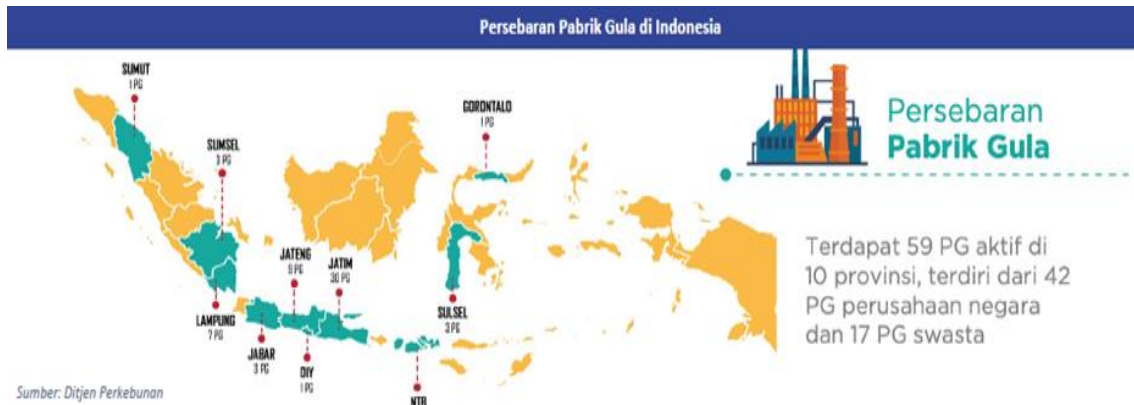 Persebaran Pabrik Gula di Indonesia
SUMUT
1 PG
SUMSEL
3 PG
GORONTALO
1 PG
JATENG
9 PG
JATIM
30 PG
LAMPUNG
7 PG
JABAR
3 PG
DIY
1 PG
SULSEL
3 PG
NTB
Persebaran
Pabrik Gula
Terdapat 59 PG aktif di
10 provinsi, terdiri dari 42
PG perusahaan negara
dan 17 PG swasta
Sumber: Ditjen Perkebunan